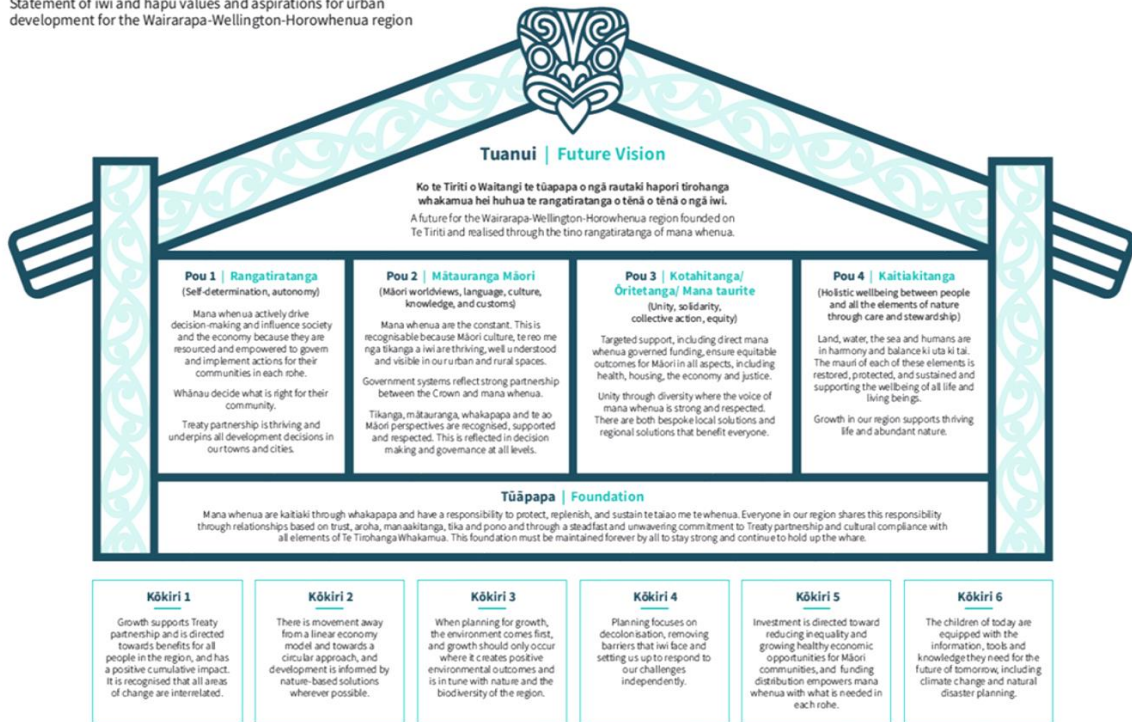 Statement of iwi and hapū values and aspirations for urban
development for the Wairarapa-Wellington-Horowhenua region
Tuanui | Future Vision
Ko te Tiriti o Waitangi te tūapapa o ngā rautaki hapori tirohanga
whakamua hei huhua te rangatiratanga o tēnā o tēnā o ngā iwi.
A future for the Wairarapa-Wellington-Horowhenua region founded on
Te Tiriti and realised through the tino rangatiratanga of mana whenua.
Pou 1 | Rangatiratanga
(Self-determination, autonomy)
Mana whenua actively drive
decision-making and influence society
and the economy because they are
resourced and empowered to govern
and implement actions for their
communities in each rohe.
Whānau decide what is right for their
community.
Treaty partnership is thriving and
underpins all development decisions in
our towns and cities.
Pou 2 | Mātauranga Māori
(Māori worldviews, language, culture,
knowledge, and customs)
Mana whenua are the constant. This is
recognisable because Māori culture, te reo me
nga tikanga a iwi are thriving, well understood
and visible in our urban and rural spaces.
Government systems reflect strong partnership
between the Crown and mana whenua.
Tikanga, mātauranga, whakapapa and te ao
Māori perspectives are recognised, supported
and respected. This is reflected in decision
making and governance at all levels.
Pou 3 | Kotahitanga/
Ōritetanga/ Mana taurite
(Unity, solidarity,
collective action, equity)
Targeted support, including direct mana
whenua governed funding, ensure equitable
outcomes for Māori in all aspects, including
health, housing, the economy and justice.
Unity through diversity where the voice of
mana whenua is strong and respected.
There are both bespoke local solutions and
regional solutions that benefit everyone.
Pou 4 | Kaitiakitanga
(Holistic wellbeing between people
and all the elements of nature
through care and stewardship)
Land, water, the sea and humans are
in harmony and balance ki uta ki tai.
The mauri of each of these elements is
restored, protected, and sustained and
supporting the wellbeing of all life and
living beings.
Growth in our region supports thriving
life and abundant nature.
Tūāpapa | Foundation
Mana whenua are kaitiaki through whakapapa and have a responsibility to protect, replenish, and sustain te taiao me te whenua. Everyone in our region shares this responsibility
through relationships based on trust, aroha, manaakitanga, tika and pono and through a steadfast and unwavering commitment to Treaty partnership and cultural compliance with
all elements of Te Tirohanga Whakamua. This foundation must be maintained forever by all to stay strong and continue to hold up the whare.
Kōkiri 1
Growth supports Treaty
partnership and is directed
towards benefits for all
people in the region, and has
a positive cumulative impact.
It is recognised that all areas
of change are interrelated.
Kōkiri 2
There is movement away
from a linear economy
model and towards a
circular approach, and
development is informed by
nature-based solutions
wherever possible.
Kōkiri 3
When planning for growth,
the environment comes first,
and growth should only occur
where it creates positive
environmental outcomes and
is in tune with nature and the
biodiversity of the region.
Kōkiri 4
Planning focuses on
decolonisation, removing
barriers that iwi face and
setting us up to respond to
our challenges
independently.
Kōkiri 5
Investment is directed toward
reducing inequality and
growing healthy economic
opportunities for Māori
communities, and funding
distribution empowers mana
whenua with what is needed in
each rohe.
Kōkiri 6
The children of today are
equipped with the
information, tools and
knowledge they need for the
future of tomorrow, including
climate change and natural
disaster planning.